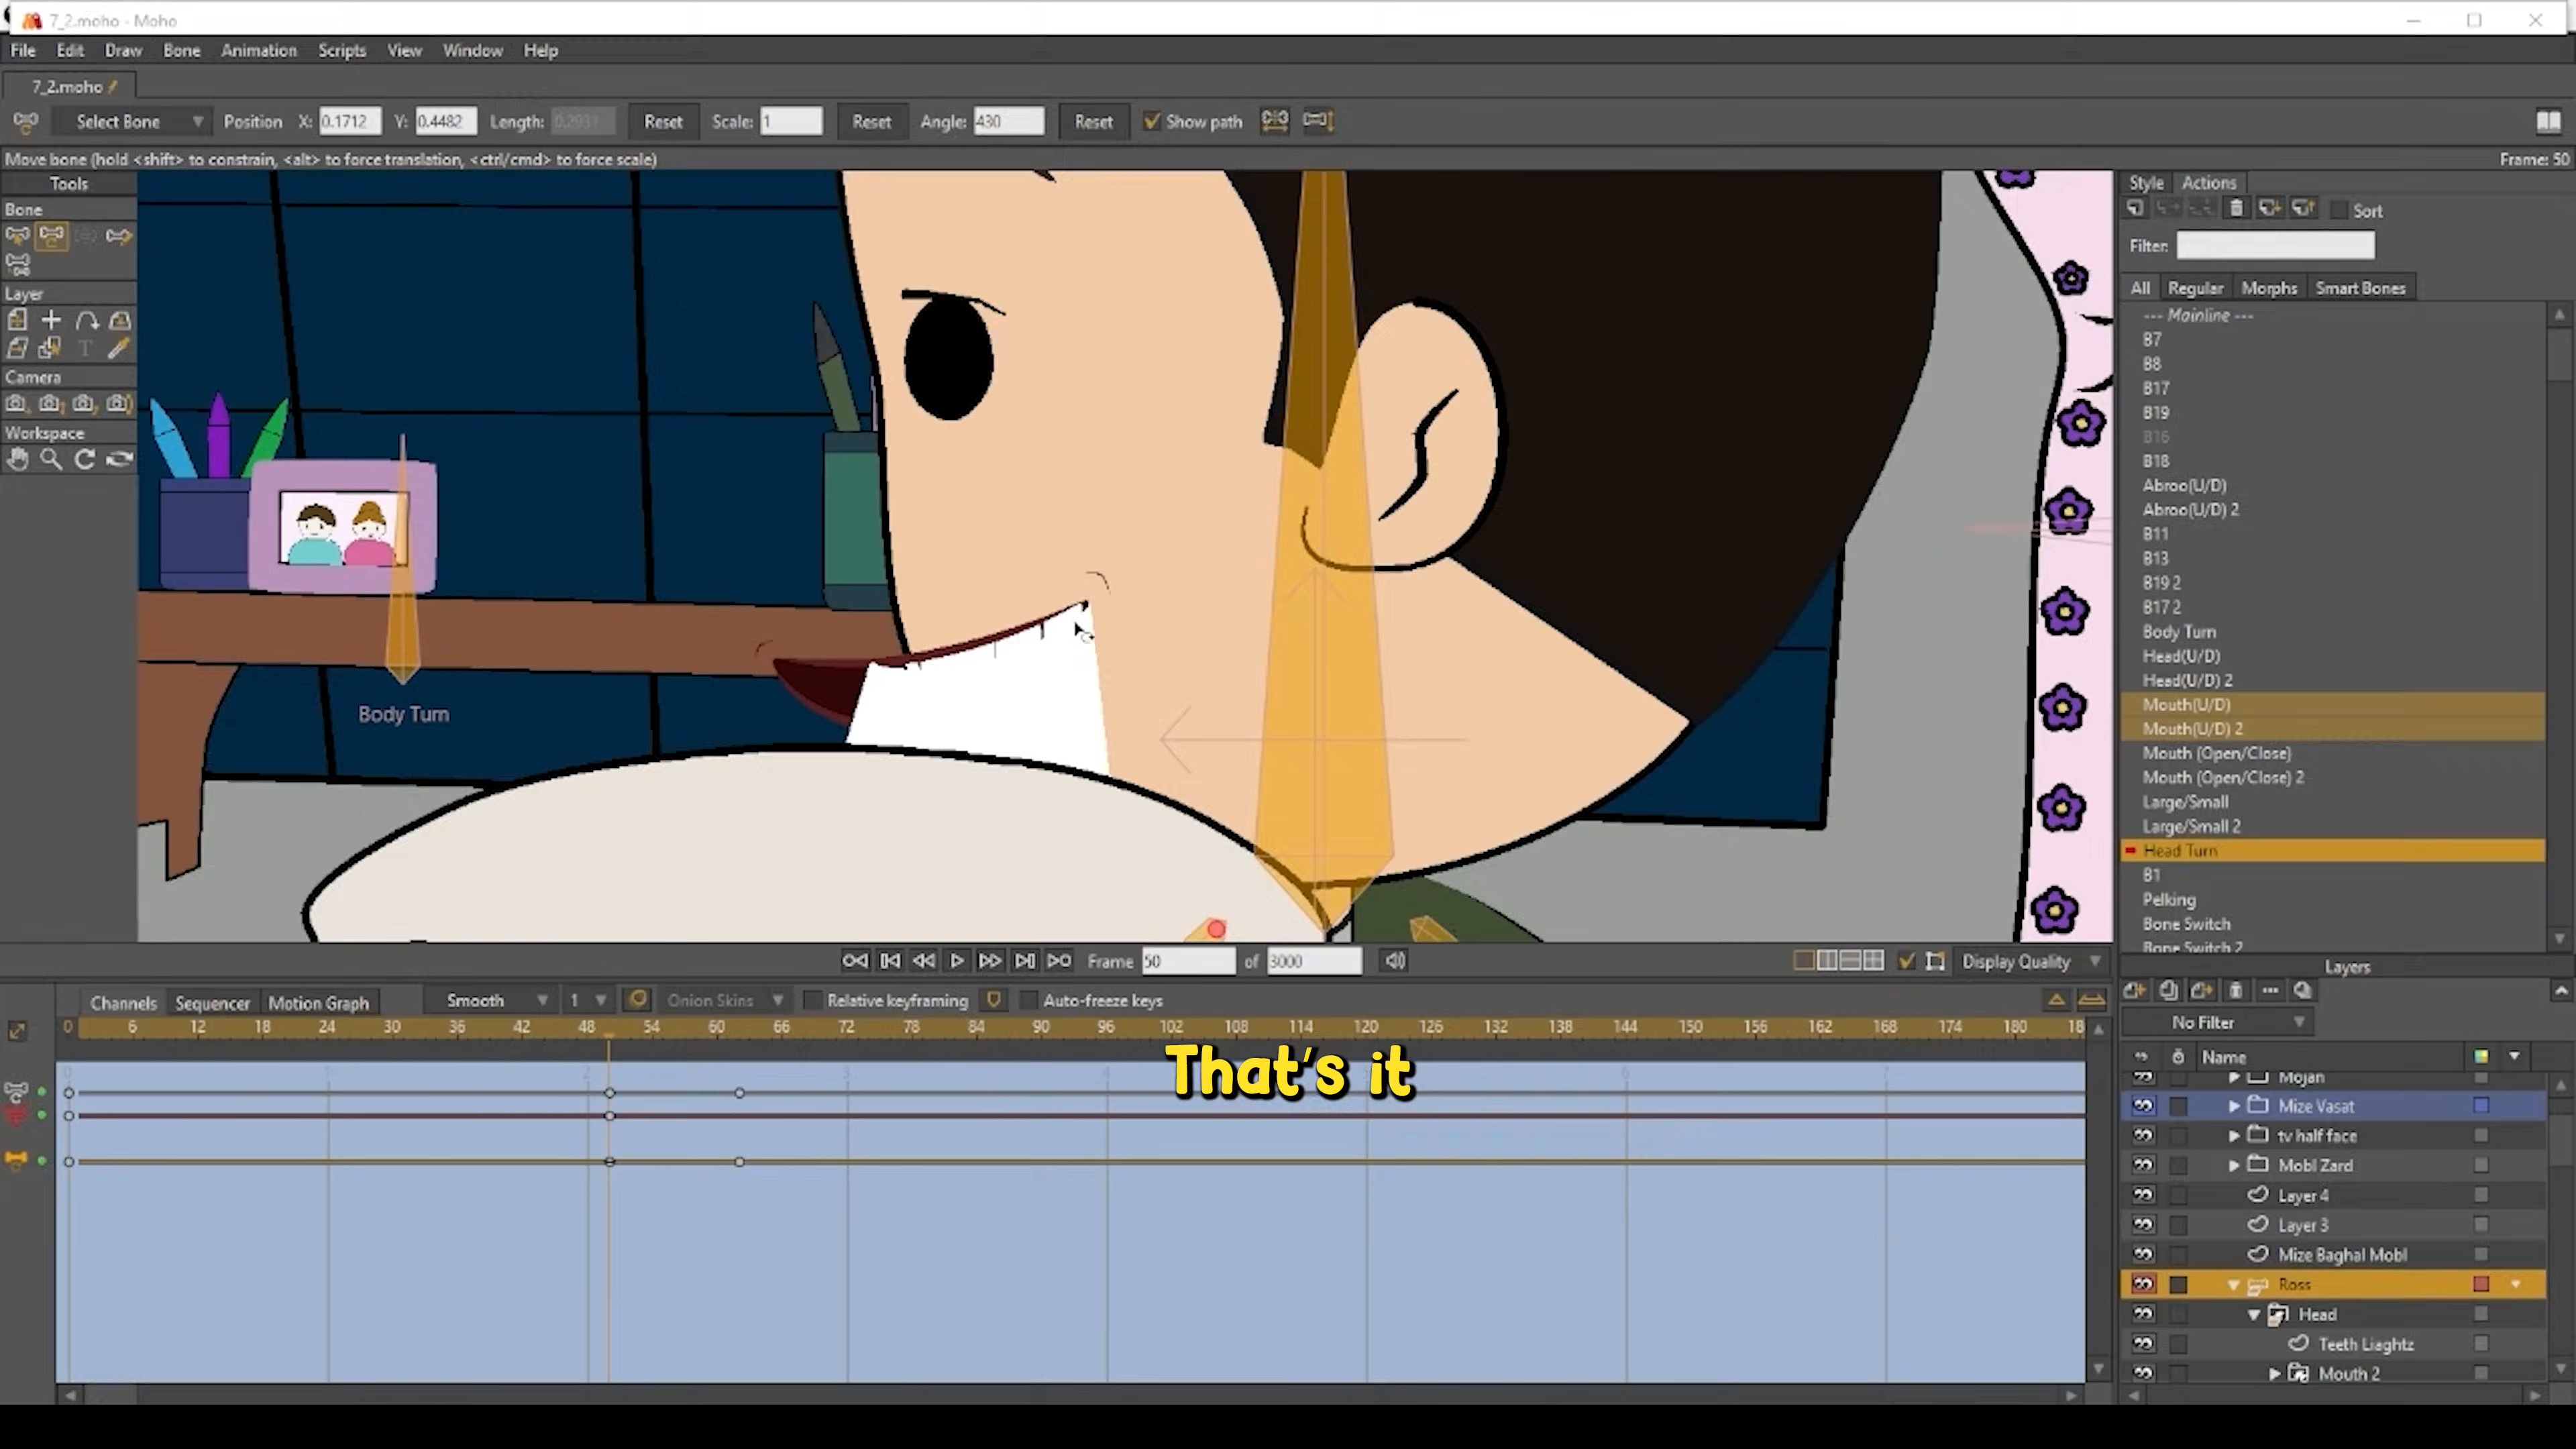 7_2.moho - Moho
File Edit Draw Bone Animation Scripts View Window Help
7_2.moho
Select Bone Position X: 0.1712 Y: 0.4482 Length: 0.2931 Reset Scale: 1 Reset Angle: 430 Reset Show path
Move bone (hold <shift> to constrain, <alt> to force translation, <ctrl/cmd> to force scale) Frame: 50
Tools
Bone
Layer
T
Camera
Workspace
Body Turn
Style Actions
Sort
Filter:
All Regular Morphs Smart Bones
--- Mainline ---
B7
B8
B17
B19
B16
B18
Abroo(U/D)
Abroo(U/D) 2
B11
B13
B19 2
B17 2
Body Turn
Head(U/D)
Head(U/D) 2
Mouth(U/D)
Mouth(U/D) 2
Mouth (Open/Close)
Mouth (Open/Close) 2
Large/Small
Large/Small 2
Head Turn
B1
Pelking
Bone Switch
Bone Switch 2
Frame 50 of 3000 Display Quality
Channels Sequencer Motion Graph Smooth 1 Onion Skins Relative keyframing Auto-freeze keys
0 6 12 18 24 30 36 42 48 54 60 66 72 78 84 90 96 102 108 114 120 126 132 138 144 150 156 162 168 174 180 18
That's it
Layers
No Filter
Name
Mojan
Mize Vasat
tv half face
Mobl Zard
Layer 4
Layer 3
Mize Baghal Mobl
Ross
Head
Teeth Liaghtz
Mouth 2